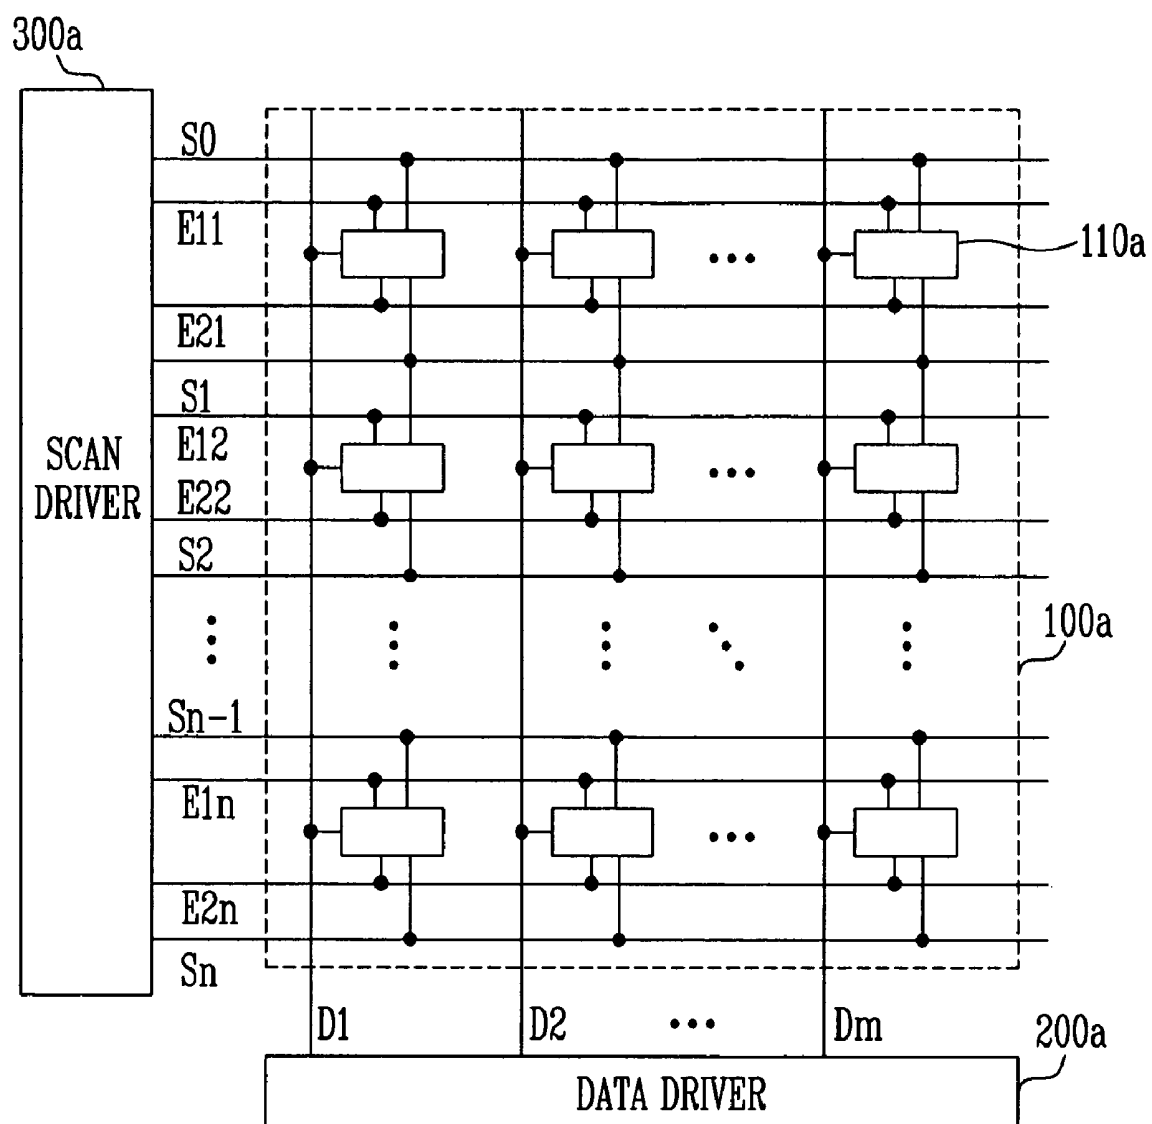 300a
S0
E11
110a
E21
S1
E12
SCAN
DRIVER
E22
S2
100a
Sn-1
E1n
E2n
Sn
D1 D2 ••• Dm
200a
DATA DRIVER